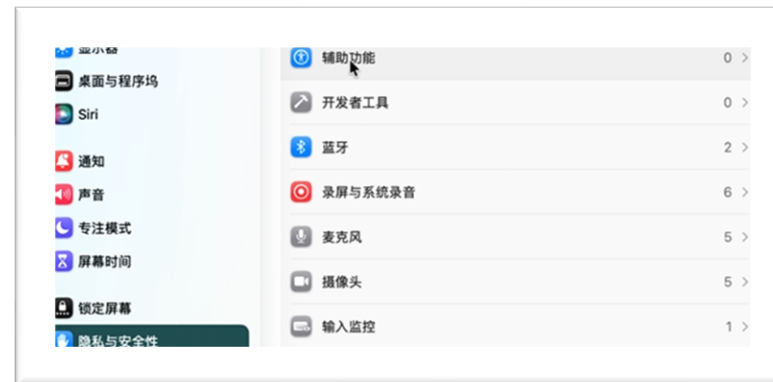 显示器
桌面与程序坞
Siri
通知
声音
专注模式
屏幕时间
锁定屏幕
隐私与安全性
辅助功能 0
开发者工具 0
蓝牙 2
录屏与系统录音 6
麦克风 5
摄像头 5
输入监控 1